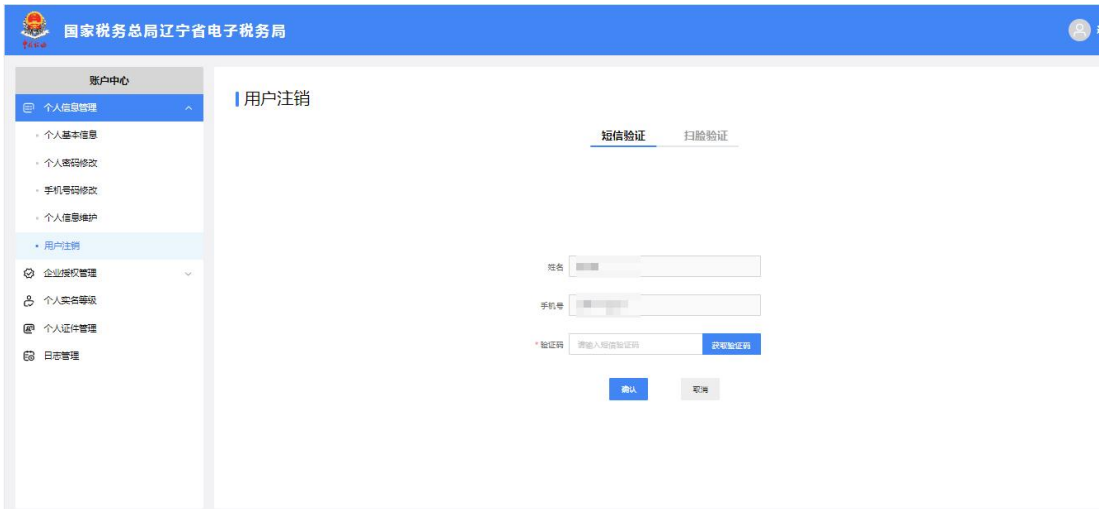 国家税务总局辽宁省电子税务局
账户中心
个人信息管理
个人基本信息
个人密码修改
手机号码修改
个人信息维护
用户注销
企业授权管理
个人实名等级
个人证件管理
日志管理
用户注销
短信验证 扫脸验证
姓名
手机号
*验证码 请输入短信验证码 获取验证码
确认 取消